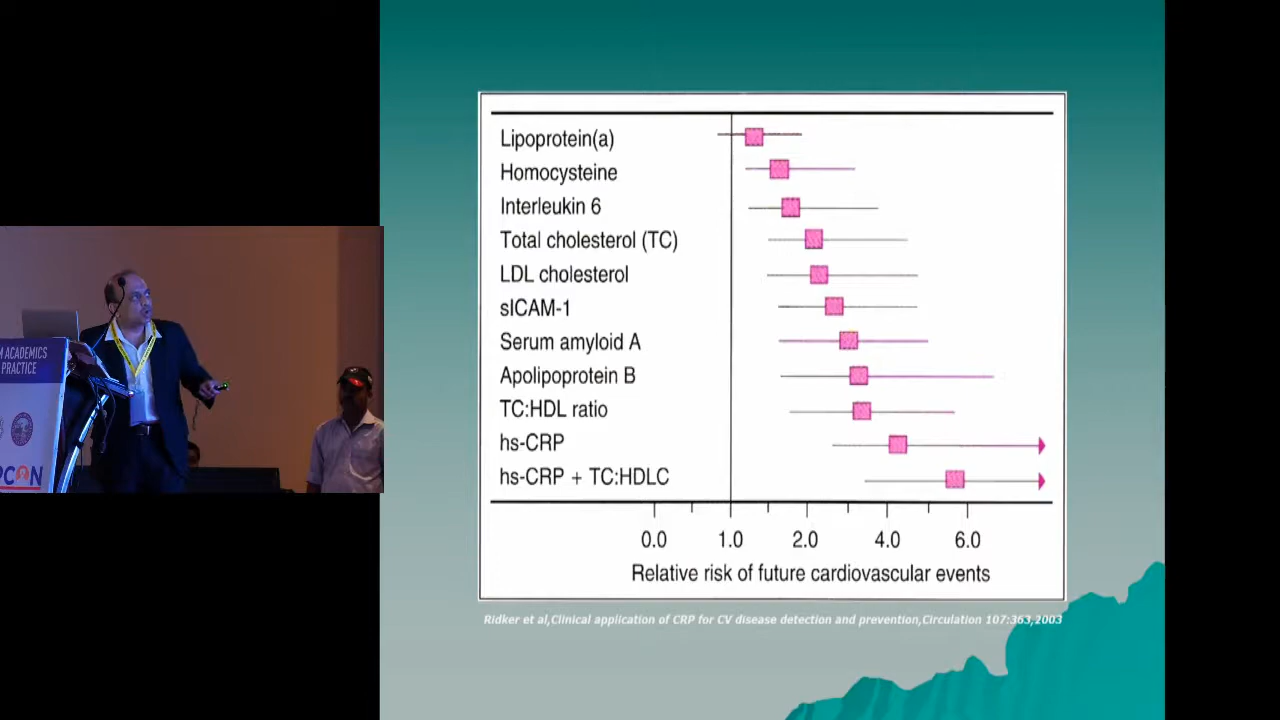 M ACADEMICS
PRACTICE
PCON
Lipoprotein(a)
Homocysteine
Interleukin 6
Total cholesterol (TC)
LDL cholesterol
sICAM-1
Serum amyloid A
Apolipoprotein B
TC:HDL ratio
hs-CRP
hs-CRP + TC:HDLC
0.0 1.0 2.0 4.0 6.0
Relative risk of future cardiovascular events
Ridker et al,Clinical application of CRP for CV disease detection and prevention,Circulation 107:363,2003